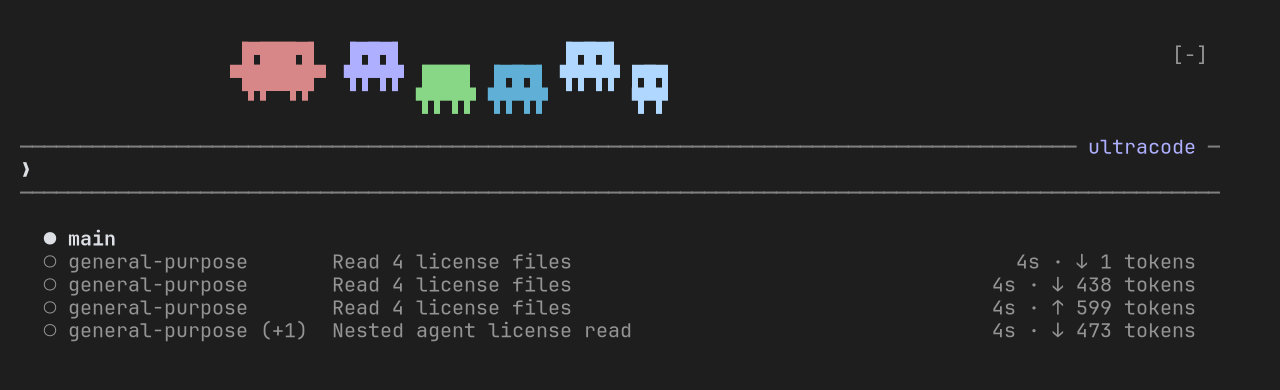 [-]
ultracode
❯
● main
○ general-purpose Read 4 license files 4s · ↓ 1 tokens
○ general-purpose Read 4 license files 4s · ↓ 438 tokens
○ general-purpose Read 4 license files 4s · ↑ 599 tokens
○ general-purpose (+1) Nested agent license read 4s · ↓ 473 tokens